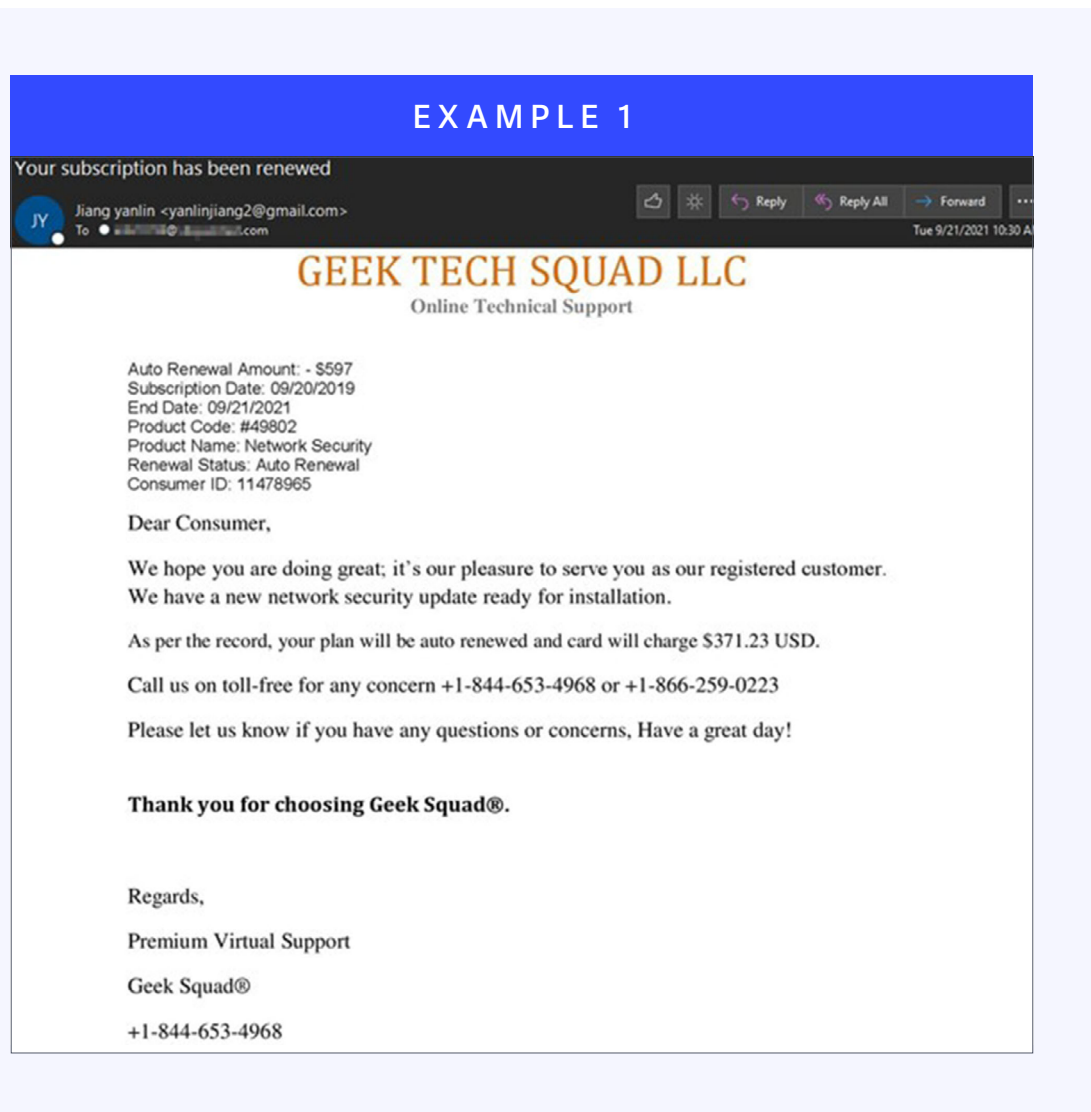 EXAMPLE 1
Your subscription has been renewed
JY
Jiang yanlin <yanlinjiang2@gmail.com>
Reply
Reply All
Forward
To
.com
Tue 9/21/2021 10:30
GEEK TECH SQUAD LLC
Online Technical Support
Auto Renewal Amount: - $597
Subscription Date: 09/20/2019
End Date: 09/21/2021
Product Code: #49802
Product Name: Network Security
Renewal Status: Auto Renewal
Consumer ID: 11478965
Dear Consumer,
We hope you are doing great; it's our pleasure to serve you as our registered customer.
We have a new network security update ready for installation.
As per the record, your plan will be auto renewed and card will charge $371.23 USD.
Call us on toll-free for any concern +1-844-653-4968 or +1-866-259-0223
Please let us know if you have any questions or concerns, Have a great day!
Thank you for choosing Geek Squad®.
Regards,
Premium Virtual Support
Geek Squad®
+1-844-653-4968